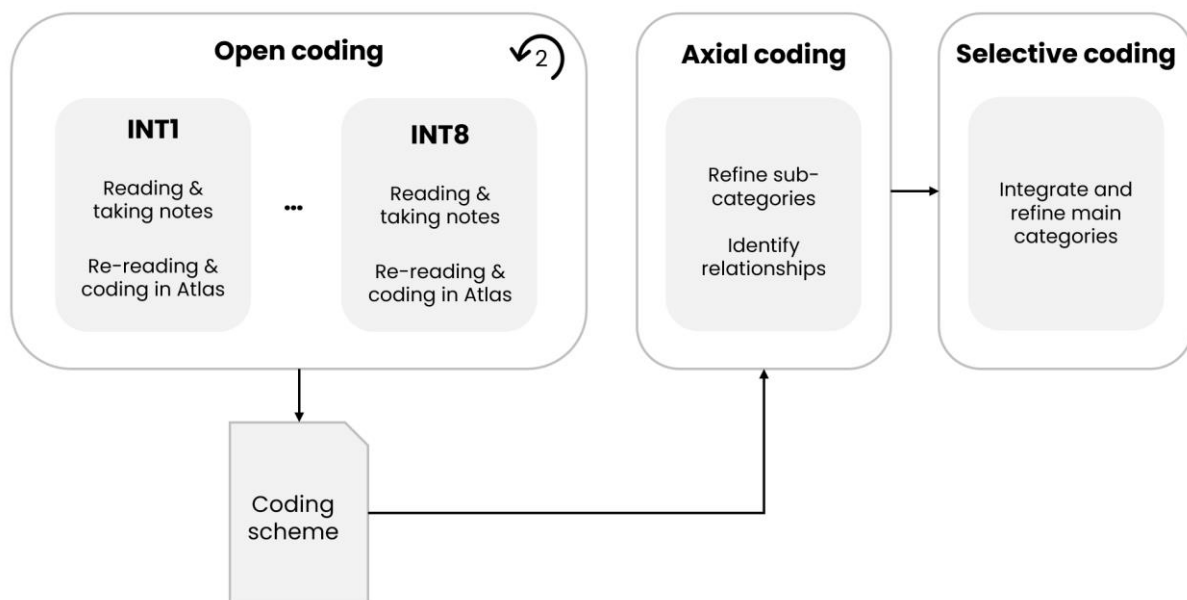 Open coding
2
INT1
Reading &
taking notes
Re-reading &
coding in Atlas
...
INT8
Reading &
taking notes
Re-reading &
coding in Atlas
Coding
scheme
Axial coding
Refine sub-
categories
Identify
relationships
Selective coding
Integrate and
refine main
categories